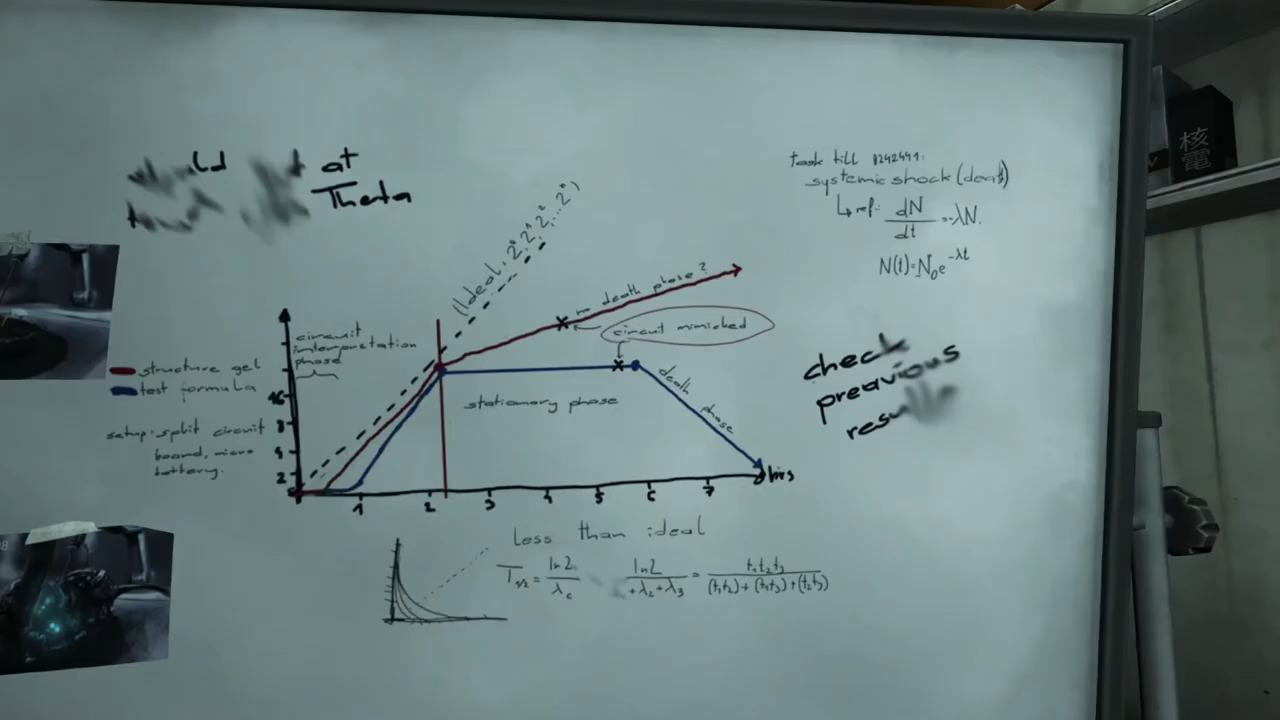 at
Theta
task till
systemic shock (death)
↳ ref: dN/dt = -λN.
N(t)=N₀e^-λt
(Ideal: 2⁰, 2¹, 2², ... 2ⁿ)
no death phase?
circuit mimicked
circuit
interpretation
phase
structure gel
test formula
16
8
4
2
setup: split circuit
board, micro
battery.
stationary phase
death phase
check
preavious
1 2 3 4 5 6 7 hrs
Less than ideal
T₁/₂ = ln2/λc
ln2/+λ₂+λ₃ = t₁t₂t₃/(t₁t₂)+(t₁t₃)+(t₂t₃)
核
電